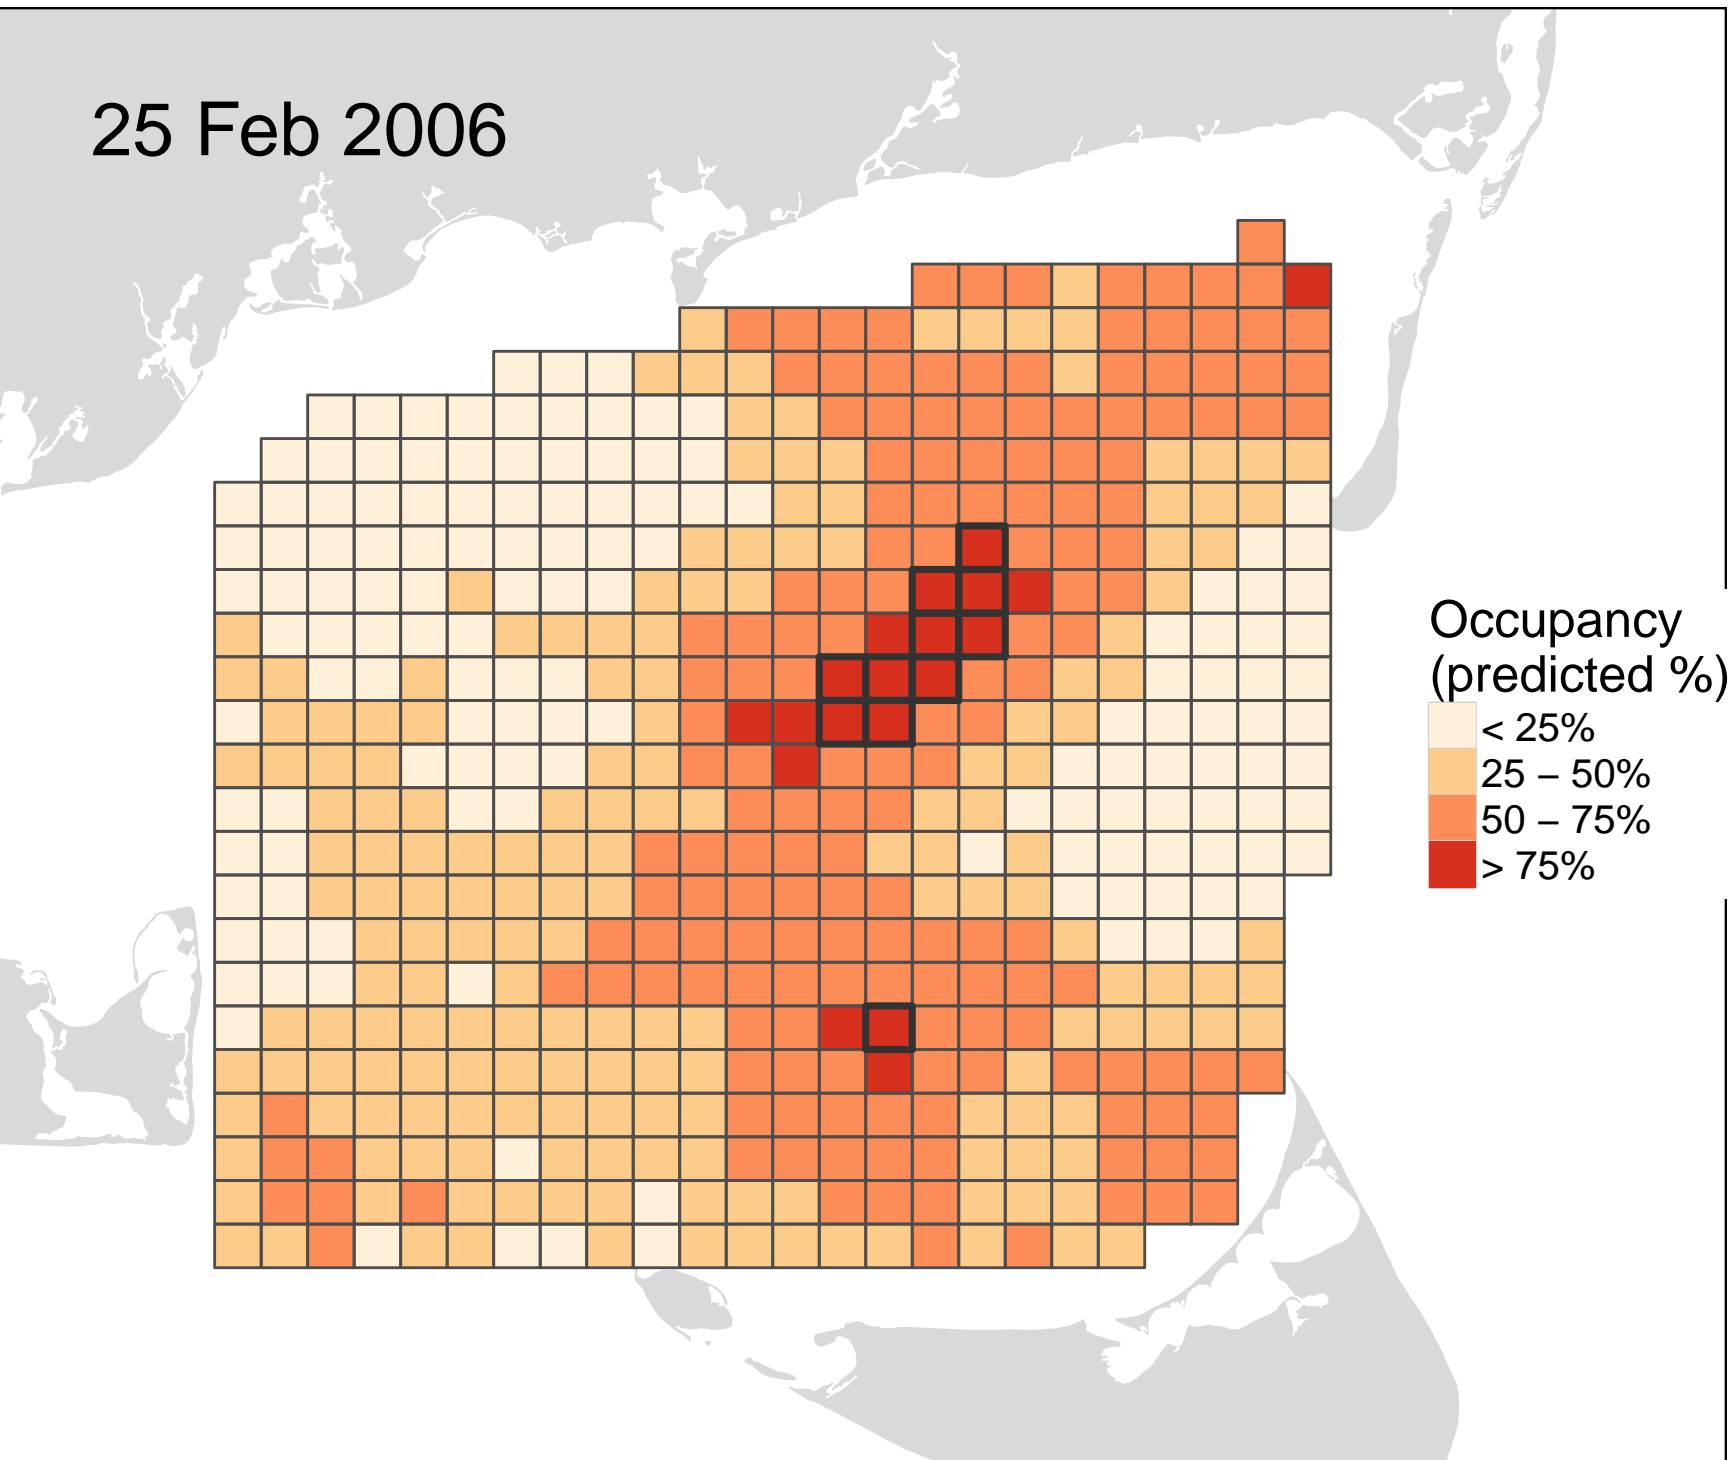 25 Feb 2006
Occupancy
(predicted %)
< 25%
25 – 50%
50 – 75%
> 75%